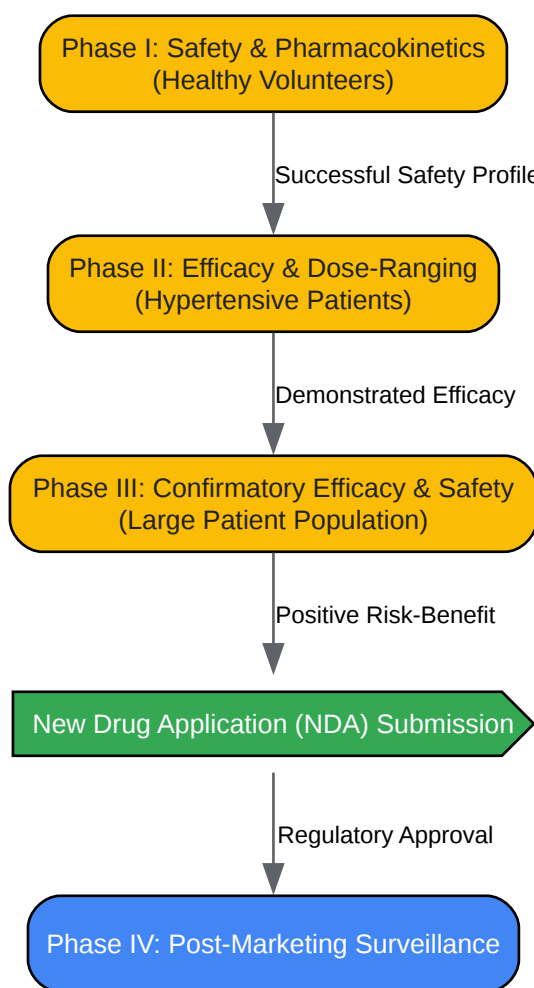 Phase I: Safety & Pharmacokinetics
(Healthy Volunteers)
Successful Safety Profile
Phase II: Efficacy & Dose-Ranging
(Hypertensive Patients)
Demonstrated Efficacy
Phase III: Confirmatory Efficacy & Safety
(Large Patient Population)
Positive Risk-Benefit
New Drug Application (NDA) Submission
Regulatory Approval
Phase IV: Post-Marketing Surveillance